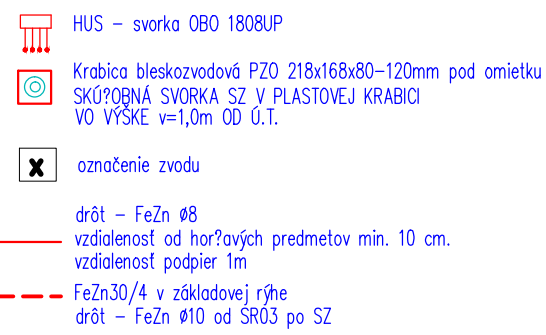 HUS - svorka OBO 1808UP
Krabica bleskozvodová PZO 218x168x80-120mm pod omietku
SKÚ?OBNÁ SVORKA SZ V PLASTOVEJ KRABICI
VO VÝŠKE v=1,0m OD Ú.T.
x označenie zvodu
drôt - FeZn Ø8
vzdialenosť od hor?avých predmetov min. 10 cm.
vzdialenosť podpier 1m
FeZn30/4 v základovej rýhe
drôt - FeZn Ø10 od SR03 po SZ